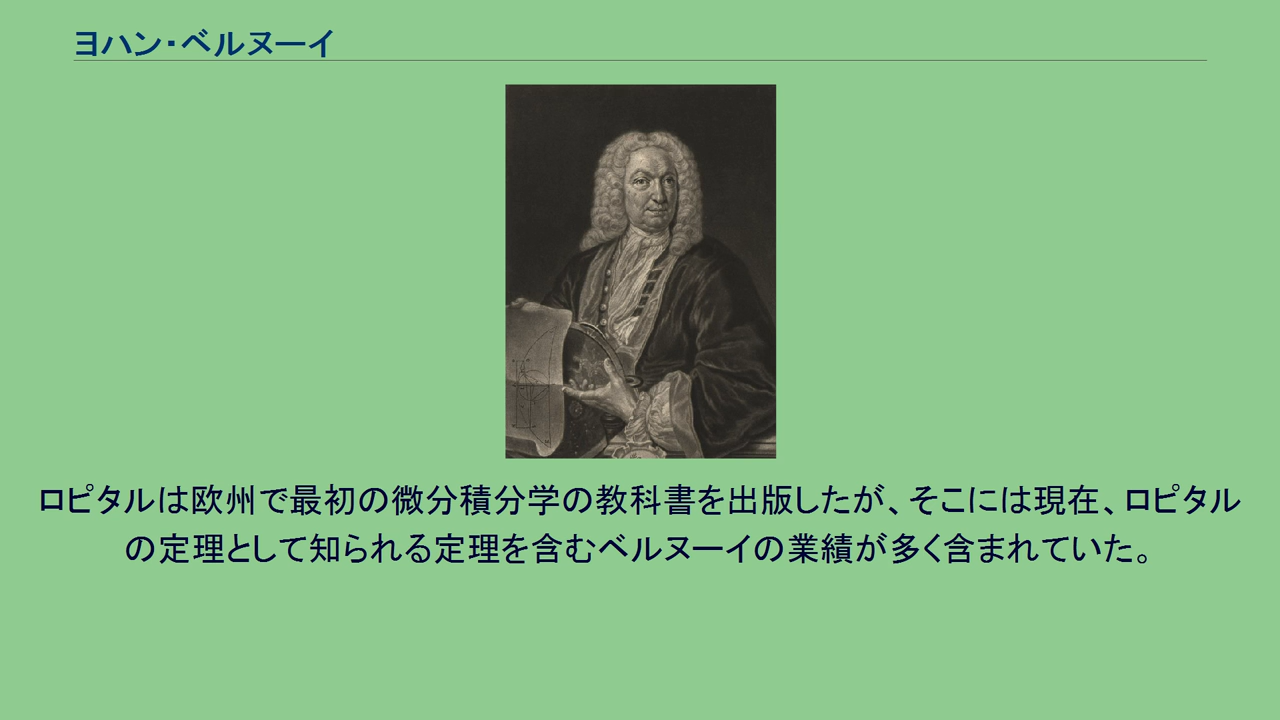 ヨハン・ベルヌーイ
ロピタルは欧州で最初の微分積分学の教科書を出版したが、そこには現在、ロピタル
の定理として知られる定理を含むベルヌーイの業績が多く含まれていた。